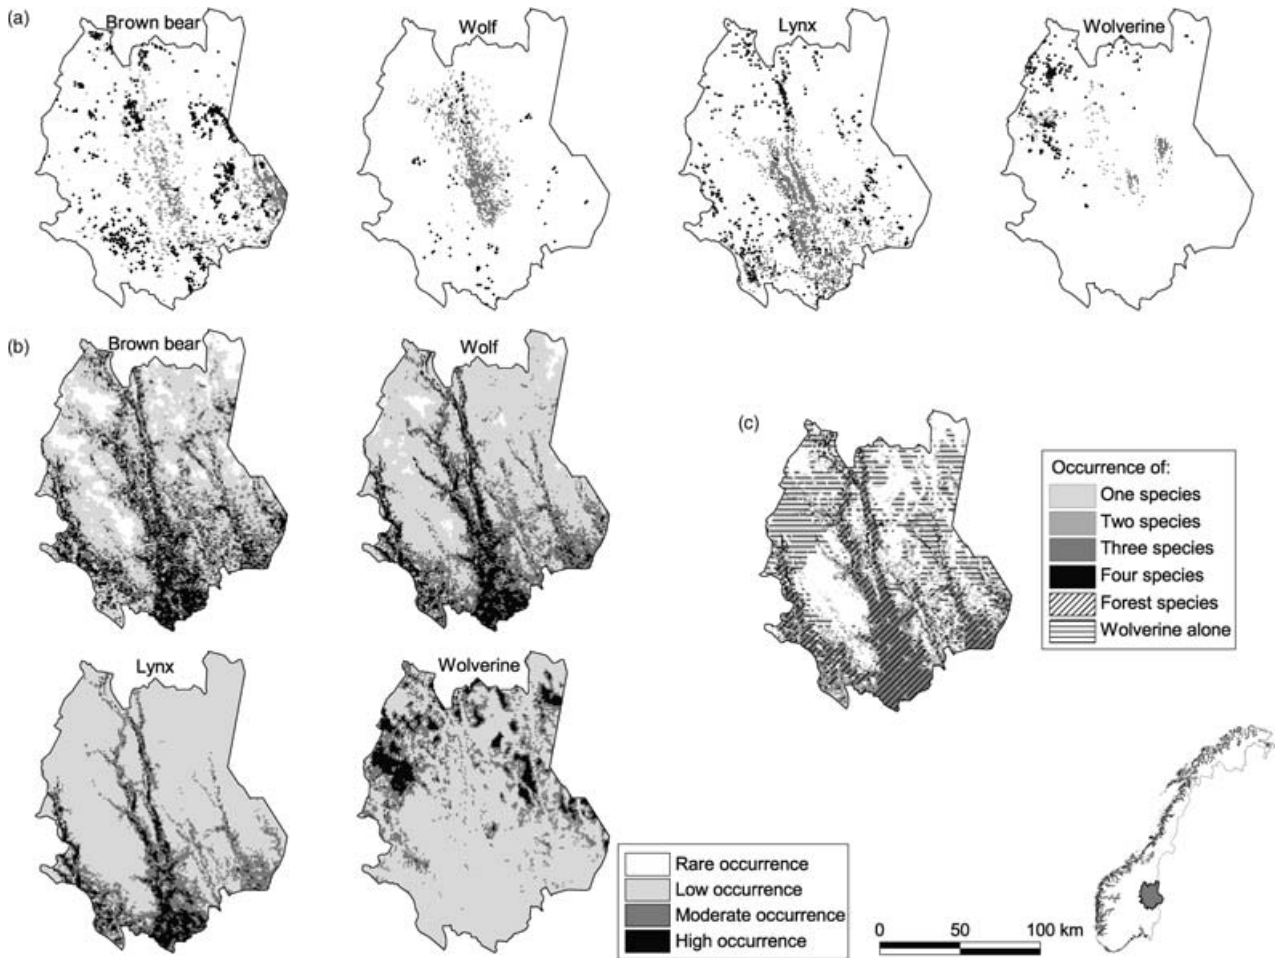 (a)
Brown bear
Wolf
Lynx
Wolverine
(b)
Brown bear
Wolf
(c)
Occurrence of:
One species
Two species
Three species
Four species
Forest species
Wolverine alone
Lynx
Wolverine
Rare occurrence
Low occurrence
Moderate occurrence
High occurrence
0 50 100 km